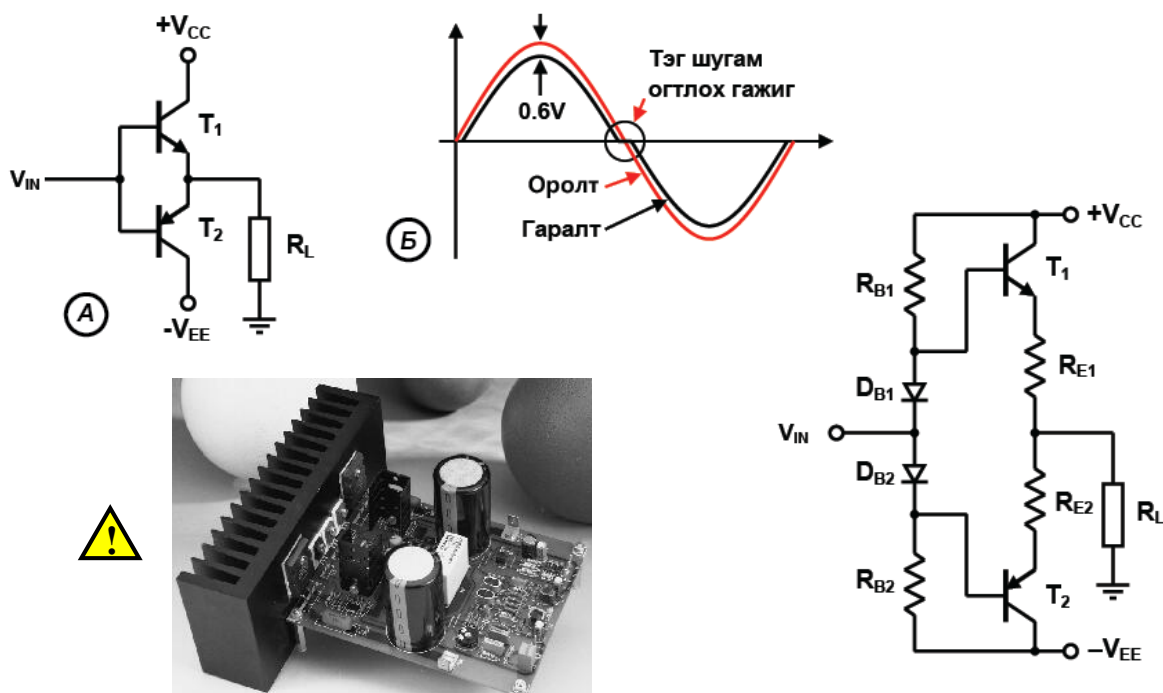 +VCC
T1
VIN
T2
RL
А
-VEE
0.6V
Тэг шугам
огтлох гажиг
Оролт
Гаралт
Б
+VCC
T1
RB1
RE1
DB1
VIN
DB2
RE2
RL
RB2
T2
–VEE
!